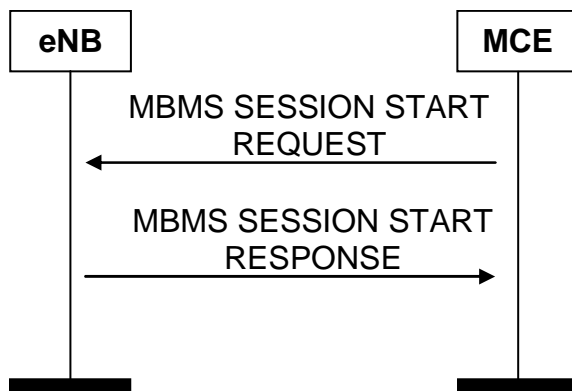 eNB
MCE
MBMS SESSION START
REQUEST
MBMS SESSION START
RESPONSE